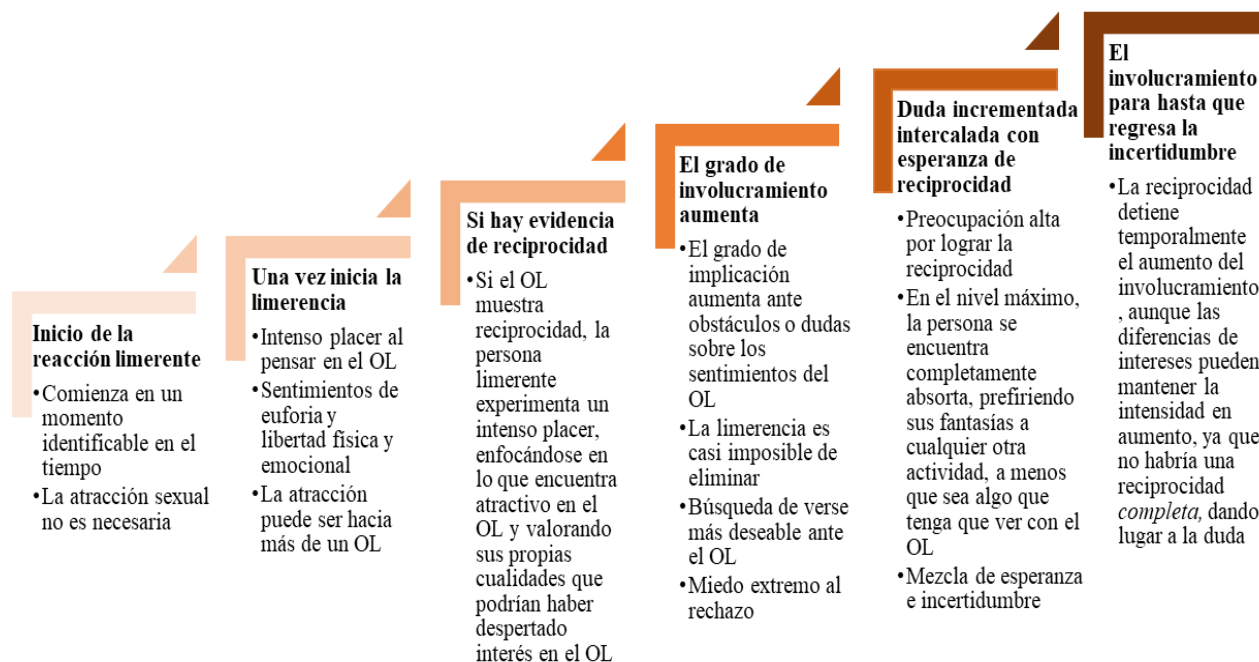 Inicio de la
reacción limerente
•Comienza en un
momento
identificable en el
tiempo
•La atracción sexual
no es necesaria
Una vez inicia la
limerencia
•Intenso placer al
pensar en el OL
•Sentimientos de
euforia y
libertad física y
emocional
•La atracción
puede ser hacia
más de un OL
Si hay evidencia
de reciprocidad
•Si el OL
muestra
reciprocidad, la
persona
limerente
experimenta un
intenso placer,
enfocándose en
lo que encuentra
atractivo en el
OL y valorando
sus propias
cualidades que
podrían haber
despertado
interés en el OL
El grado de
involucramiento
aumenta
•El grado de
implicación
aumenta ante
obstáculos o dudas
sobre los
sentimientos del
OL
•La limerencia es
casi imposible de
eliminar
•Búsqueda de verse
más deseable ante
el OL
•Miedo extremo al
rechazo
Duda incrementada
intercalada con
esperanza de
reciprocidad
•Preocupación alta
por lograr la
reciprocidad
•En el nivel máximo,
la persona se
encuentra
completamente
absorta, prefiriendo
sus fantasías a
cualquier otra
actividad, a menos
que sea algo que
tenga que ver con el
OL
•Mezcla de esperanza
e incertidumbre
El
involucramiento
para hasta que
regresa la
incertidumbre
•La reciprocidad
detiene
temporalmente
el aumento del
involucramiento
, aunque las
diferencias de
intereses pueden
mantener la
intensidad en
aumento, ya que
no habría una
reciprocidad
completa, dando
lugar a la duda